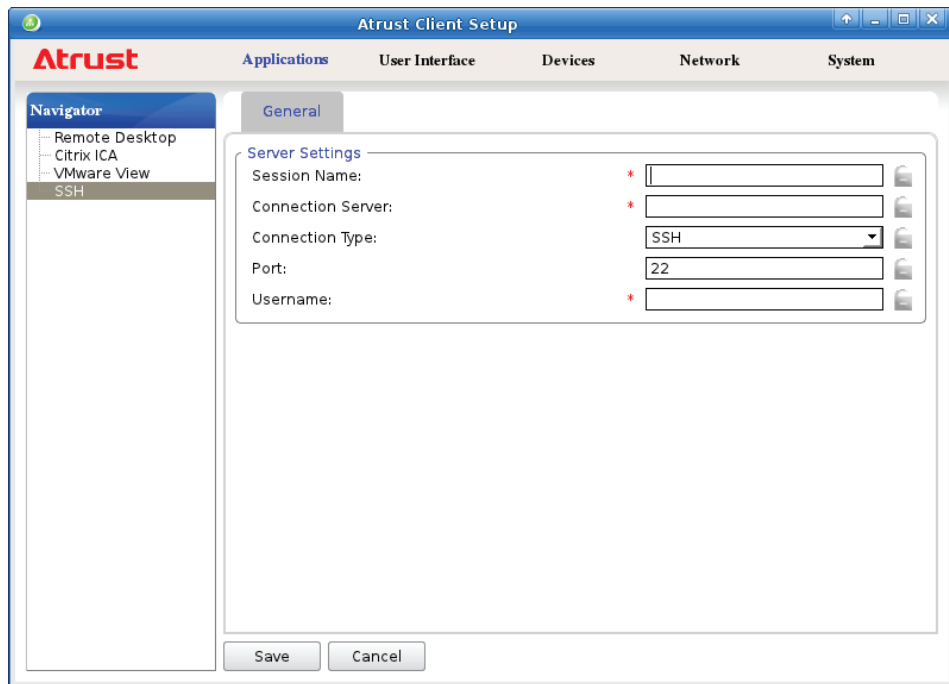 Atrust Client Setup
Atrust
Applications User Interface Devices Network System
Navigator
Remote Desktop
Citrix ICA
VMware View
SSH
General
Server Settings
Session Name: *
Connection Server: *
Connection Type: SSH
Port: 22
Username: *
Save Cancel